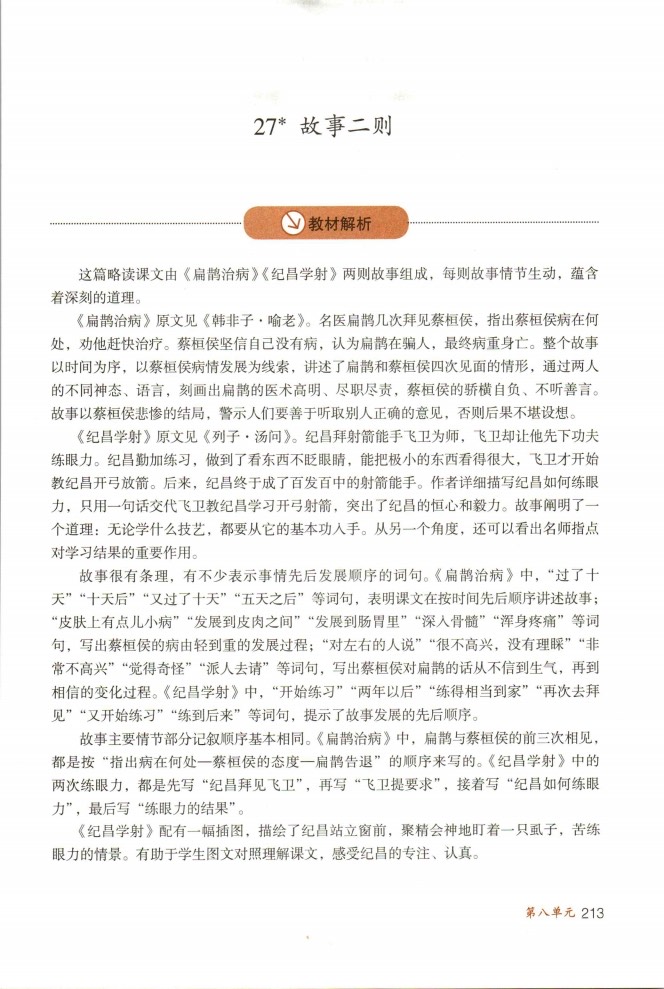 27* 故事二则
教材解析
这篇略读课文由《扁鹊治病》《纪昌学射》两则故事组成，每则故事情节生动，蕴含
着深刻的道理。
《扁鹊治病》原文见《韩非子·喻老》。名医扁鹊几次拜见蔡桓侯，指出蔡桓侯病在何
处，劝他赶快治疗。蔡桓侯坚信自己没有病，认为扁鹊在骗人，最终病重身亡。整个故事
以时间为序，以蔡桓侯病情发展为线索，讲述了扁鹊和蔡桓侯四次见面的情形，通过两人
的不同神态、语言，刻画出扁鹊的医术高明、尽职尽责，蔡桓侯的骄横自负、不听善言。
故事以蔡桓侯悲惨的结局，警示人们要善于听取别人正确的意见，否则后果不堪设想。
《纪昌学射》原文见《列子·汤问》。纪昌拜射箭能手飞卫为师，飞卫却让他先下功夫
练眼力。纪昌勤加练习，做到了看东西不眨眼睛，能把极小的东西看得很大，飞卫才开始
教纪昌开弓放箭。后来，纪昌终于成了百发百中的射箭能手。作者详细描写纪昌如何练眼
力，只用一句话交代飞卫教纪昌学习开弓射箭，突出了纪昌的恒心和毅力。故事阐明了一
个道理：无论学什么技艺，都要从它的基本功入手。从另一个角度，还可以看出名师指点
对学习结果的重要作用。
故事很有条理，有不少表示事情先后发展顺序的词句。《扁鹊治病》中，“过了十
天”“十天后”“又过了十天”“五天之后”等词句，表明课文在按时间先后顺序讲述故事；
“皮肤上有点儿小病”“发展到皮肉之间”“发展到肠胃里”“深入骨髓”“浑身疼痛”等词
句，写出蔡桓侯的病由轻到重的发展过程；“对左右的人说”“很不高兴，没有理睬”“非
常不高兴”“觉得奇怪”“派人去请”等词句，写出蔡桓侯对扁鹊的话从不信到生气，再到
相信的变化过程。《纪昌学射》中，“开始练习”“两年以后”“练得相当到家”“再次去拜
见”“又开始练习”“练到后来”等词句，提示了故事发展的先后顺序。
故事主要情节部分记叙顺序基本相同。《扁鹊治病》中，扁鹊与蔡桓侯的前三次相见，
都是按“指出病在何处—蔡桓侯的态度—扁鹊告退”的顺序来写的。《纪昌学射》中的
两次练眼力，都是先写“纪昌拜见飞卫”，再写“飞卫提要求”，接着写“纪昌如何练眼
力”，最后写“练眼力的结果”。
《纪昌学射》配有一幅插图，描绘了纪昌站立窗前，聚精会神地盯着一只虱子，苦练
眼力的情景。有助于学生图文对照理解课文，感受纪昌的专注、认真。
第八单元 213